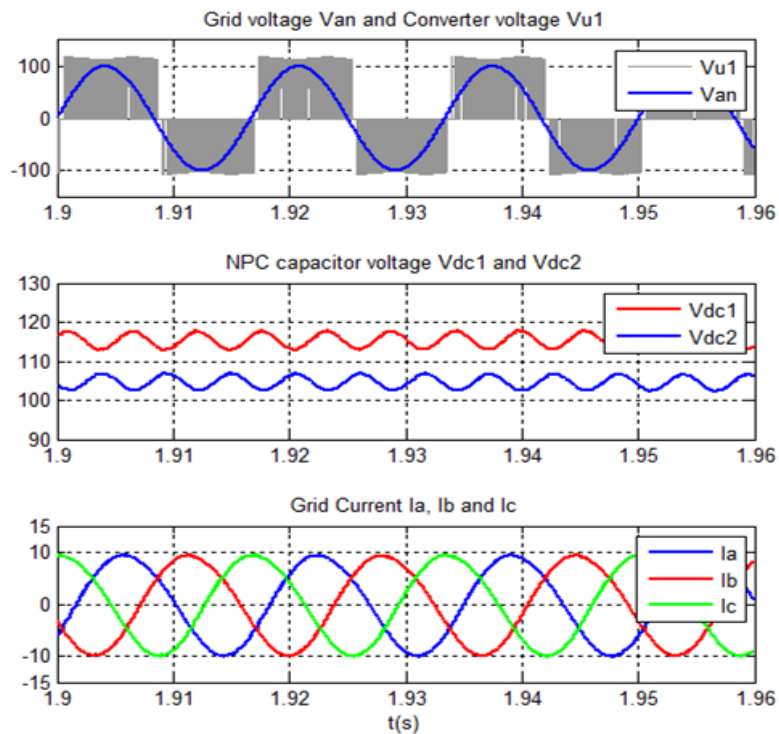 Grid voltage Van and Converter voltage Vu1
100
0
-100
Vu1
Van
1.9 1.91 1.92 1.93 1.94 1.95 1.96
NPC capacitor voltage Vdc1 and Vdc2
130
120
110
100
90
Vdc1
Vdc2
1.9 1.91 1.92 1.93 1.94 1.95 1.96
Grid Current Ia, Ib and Ic
15
10
0
-10
-15
Ia
Ib
Ic
1.9 1.91 1.92 1.93 1.94 1.95 1.96
t(s)